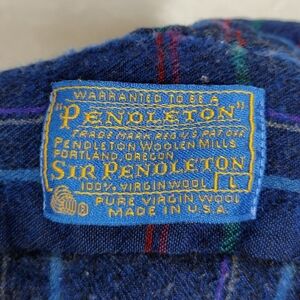 WARRANTED TO BE A
"PENDLETON"
TRADE MARK REG U.S. PAT OFF
PENDLETON WOOLEN MILLS
PORTLAND, OREGON
SIR PENDLETON
100% VIRGIN WOOL L
PURE VIRGIN WOOL
MADE IN U.S.A.